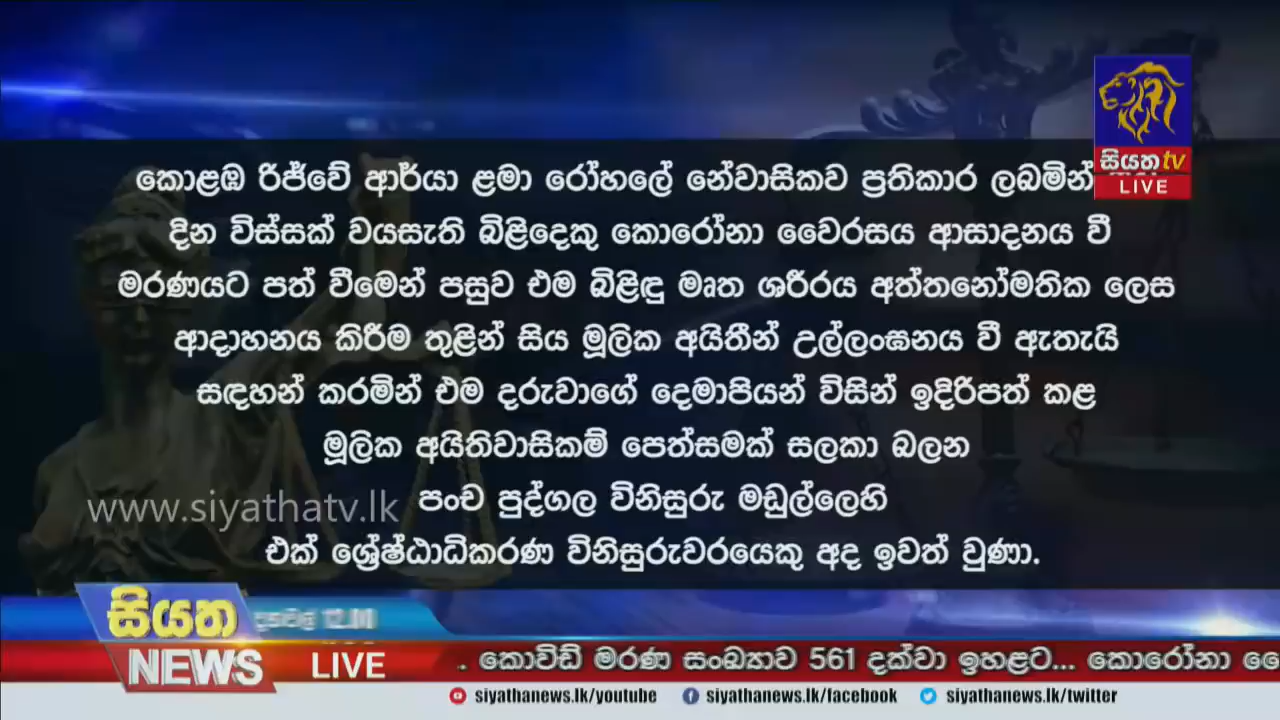 කොළඹ රිජ්වේ ආර්යා ළමා රෝහලේ නේවාසිකව ප්‍රතිකාර ලබමින්
දින විස්සක් වයසැති බිළිදෙකු කොරෝනා වෛරසය ආසාදනය වී
මරණයට පත් වීමෙන් පසුව එම බිළිඳු මෘත ශරීරය අත්තනෝමතික ලෙස
ආදාහනය කිරීම තුළින් සිය මූලික අයිතීන් උල්ලංඝනය වී ඇතැයි
සඳහන් කරමින් එම දරුවාගේ දෙමාපියන් විසින් ඉදිරිපත් කළ
මූලික අයිතිවාසිකම් පෙත්සමක් සලකා බලන
පංච පුද්ගල විනිසුරු මඩුල්ලෙහි
එක් ශ්‍රේෂ්ඨාධිකරණ විනිසුරුවරයෙකු අද ඉවත් වුණා.
සියත tv
LIVE
www.siyathatv.lk
සියත
NEWS
LIVE
.. කොවිඩ් මරණ සංඛ්‍යාව 561 දක්වා ඉහළට... කොරෝනා
siyathanews.lk/youtube
siyathanews.lk/facebook
siyathanews.lk/twitter